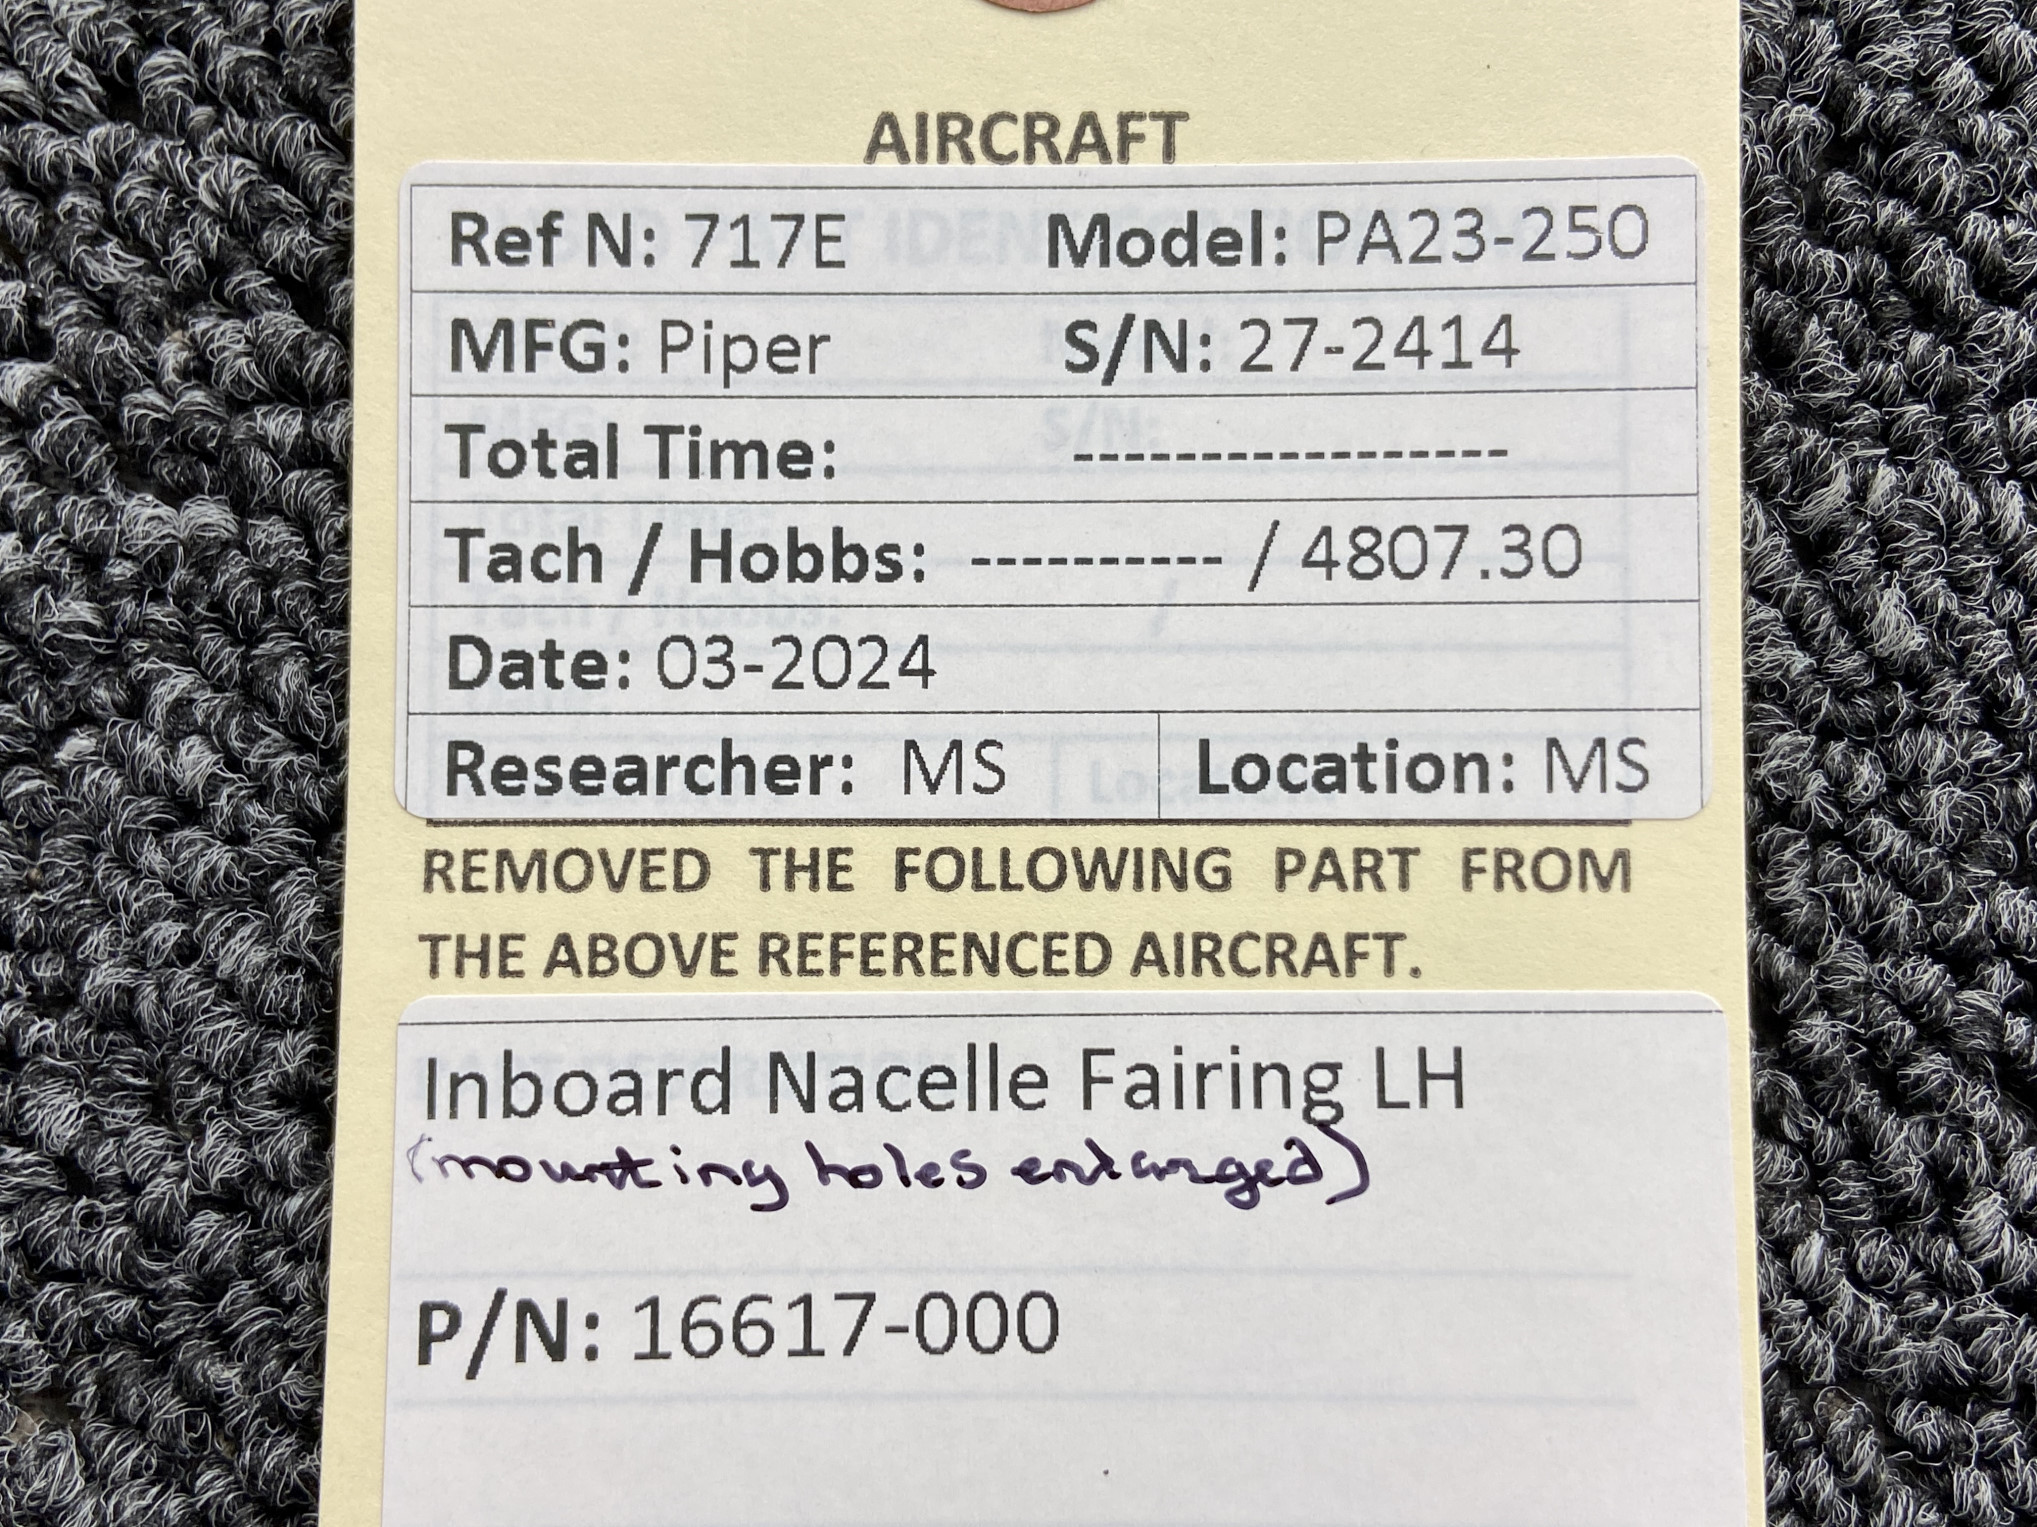 AIRCRAFT
Ref N: 717E Model: PA23-250
MFG: Piper S/N: 27-2414
Total Time: -----------------
Tach / Hobbs: ---------- / 4807.30
Date: 03-2024
Researcher: MS Location: MS
REMOVED THE FOLLOWING PART FROM
THE ABOVE REFERENCED AIRCRAFT.
Inboard Nacelle Fairing LH
(mounting holes enlarged)
P/N: 16617-000